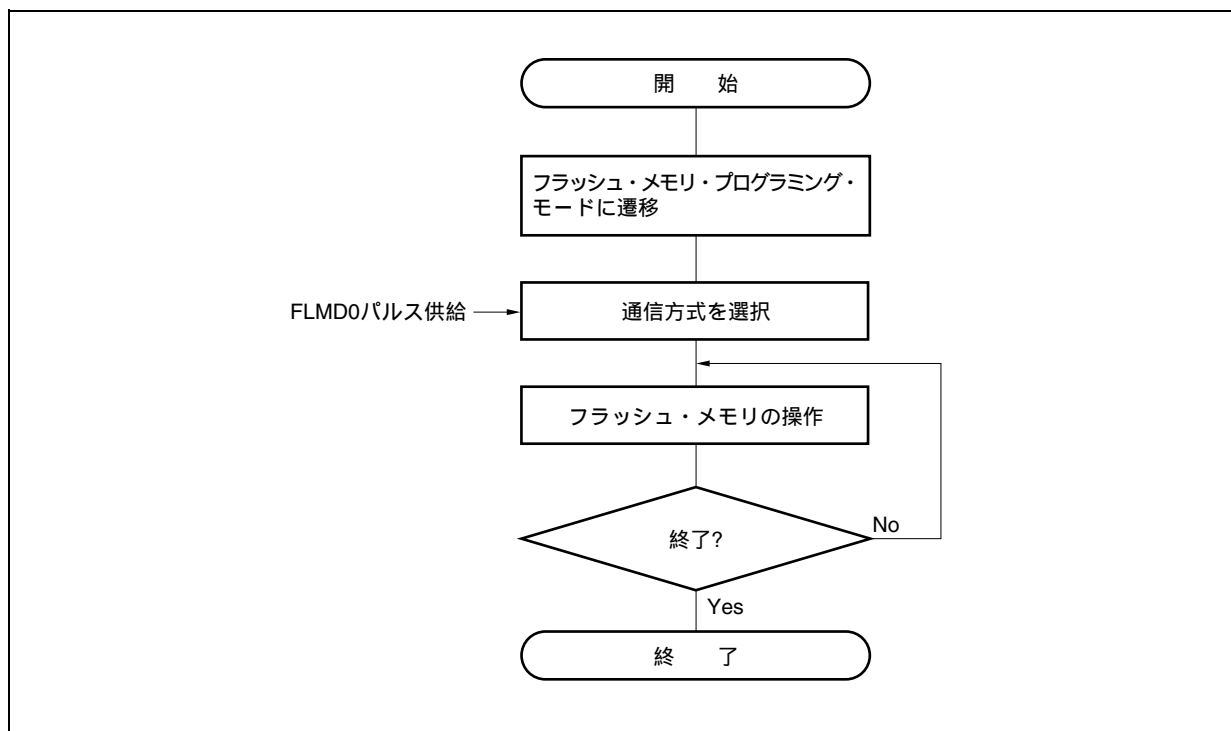 開　始
フラッシュ・メモリ・プログラミング・
モードに遷移
FLMD0パルス供給
通信方式を選択
フラッシュ・メモリの操作
終了?
No
Yes
終　了